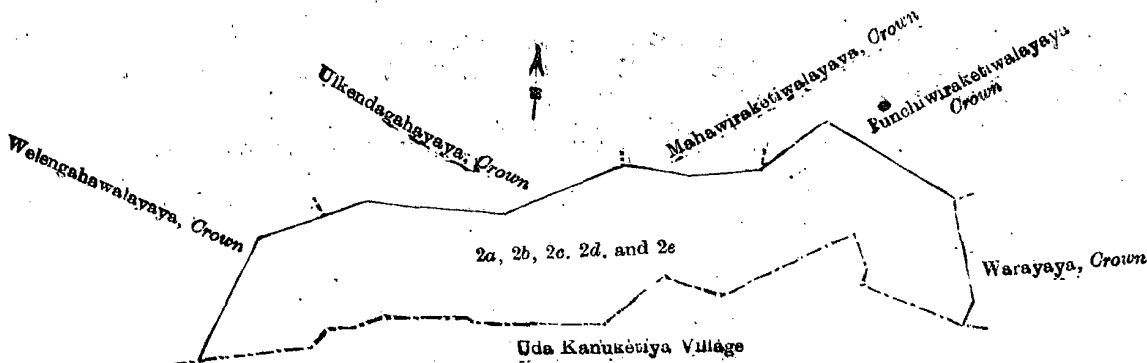 Ulkendagahayaya, Crown
Mahawiraketiwalayaya, Crown
Punchiwiraketiwalayaya
Crown
Welengahawalayaya, Crown
2a, 2b, 2c. 2d. and 2e
Warayaya, Crown
Uda Kanuketiya Village